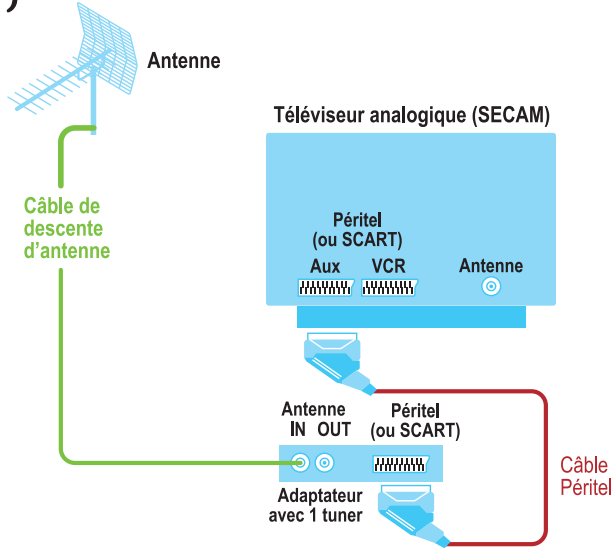 )
Antenne
Téléviseur analogique (SECAM)
Câble de
descente
d'antenne
Péritel
(ou SCART)
Aux VCR
Antenne
Antenne
IN OUT
Péritel
(ou SCART)
Adaptateur
avec 1 tuner
Câble
Péritel